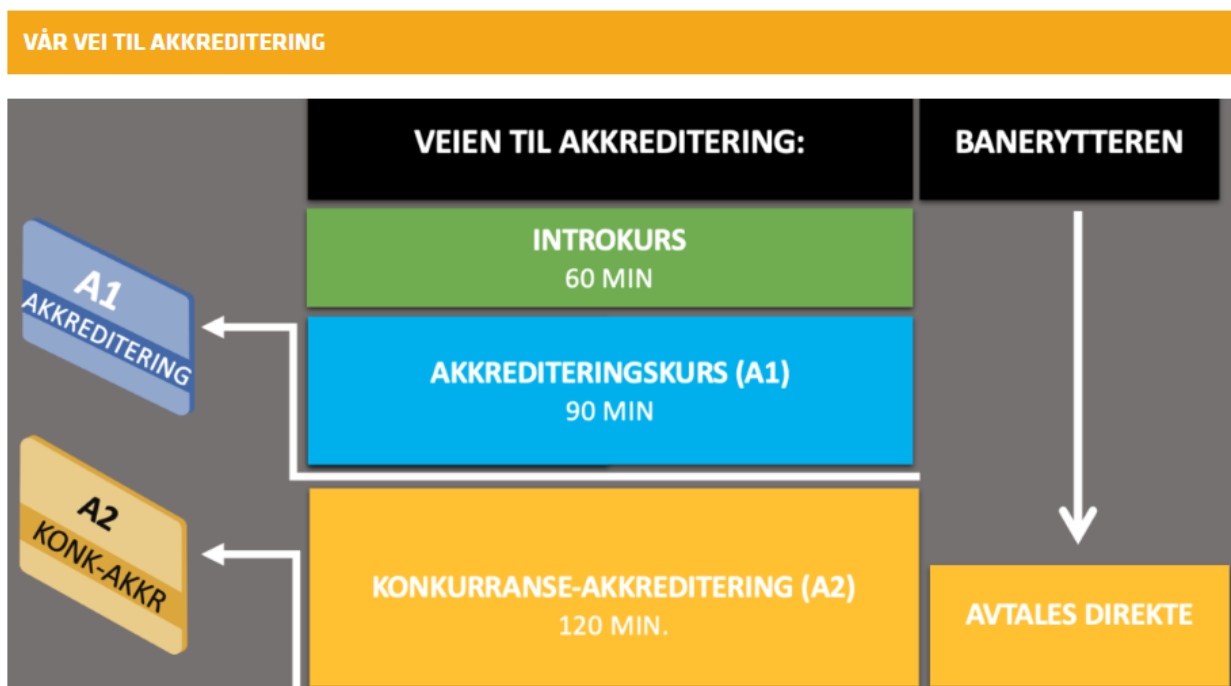 VÅR VEI TIL AKKREDITERING
VEIEN TIL AKKREDITERING:
BANERYTTEREN
INTROKURS
60 MIN
A1
AKKREDITERING
AKKREDITERINGSKURS (A1)
90 MIN
A2
KONK-AKKR
KONKURRANSE-AKKREDITERING (A2)
120 MIN.
AVTALES DIREKTE